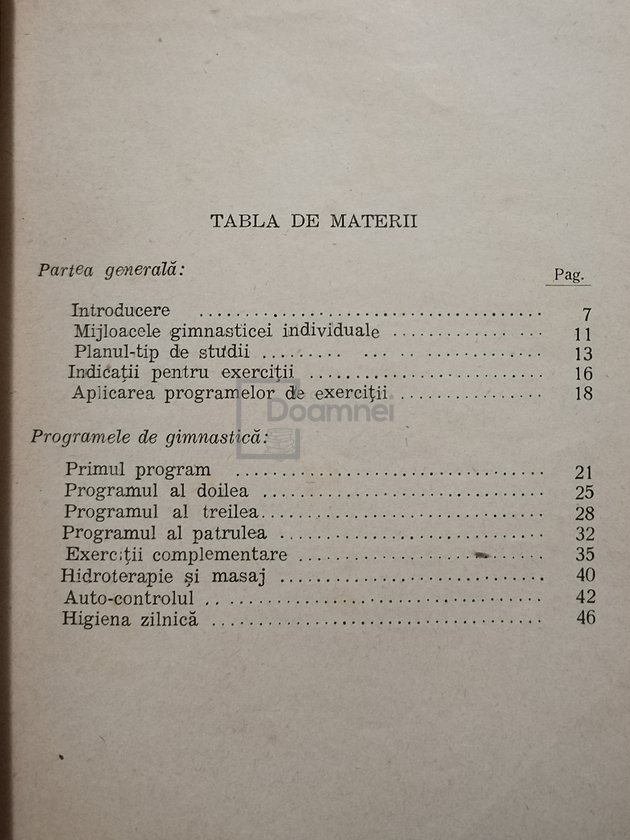 TABLA DE MATERII
Partea generală:
Pag.
Introducere ........................................ 7
Mijloacele gimnasticei individuale ................ 11
Planul-tip de studii .......... ... .. ............. 13
Indicații pentru exerciții ........................ 16
Aplicarea programelor de exerciții ................ 18
Doamnei
Programele de gimnastică:
Primul program .................................... 21
Programul al doilea ............................... 25
Programul al treilea............................... 28
Programul al patrulea ............................. 32
Exerciții complementare ........................... 35
Hidroterapie și masaj ............................. 40
Auto-controlul .. ................................. 42
Higiena zilnică ................................... 46